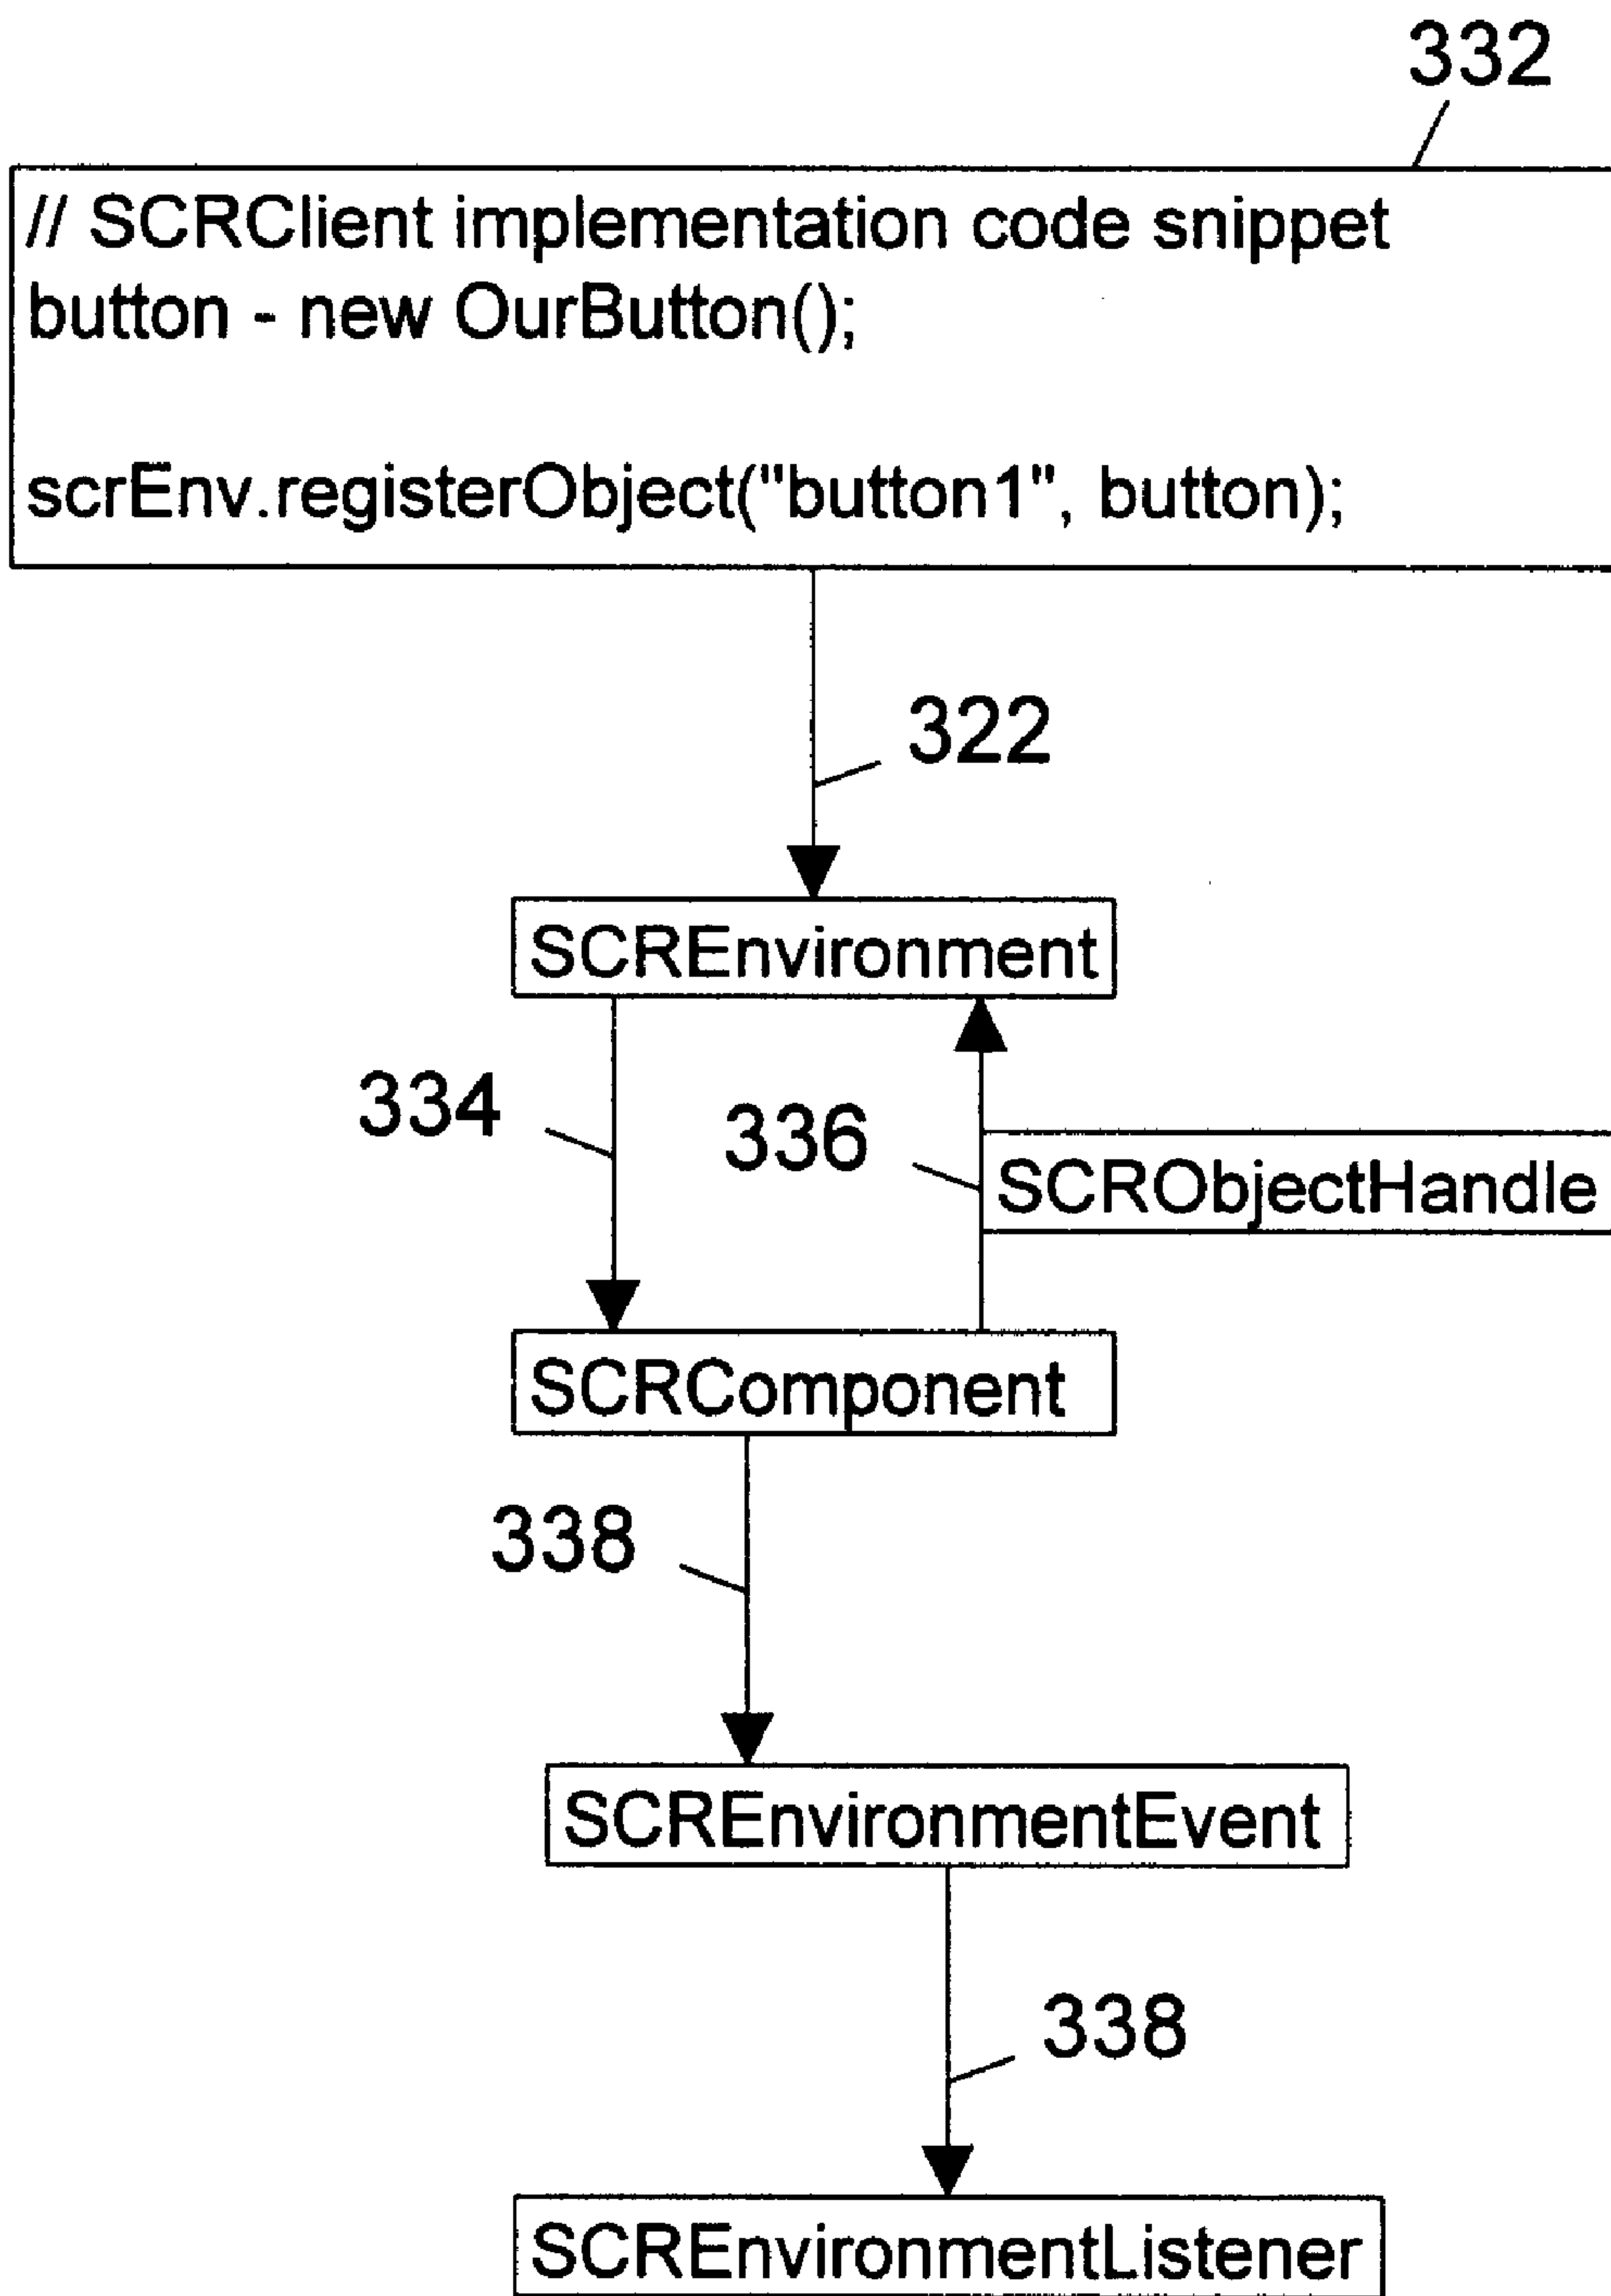 332
// SCRClient implementation code snippet
button - new OurButton();
scrEnv.registerObject("button1", button);
322
SCREnvironment
334
336
SCRObjectHandle
SCRComponent
338
SCREnvironmentEvent
338
SCREnvironmentListener